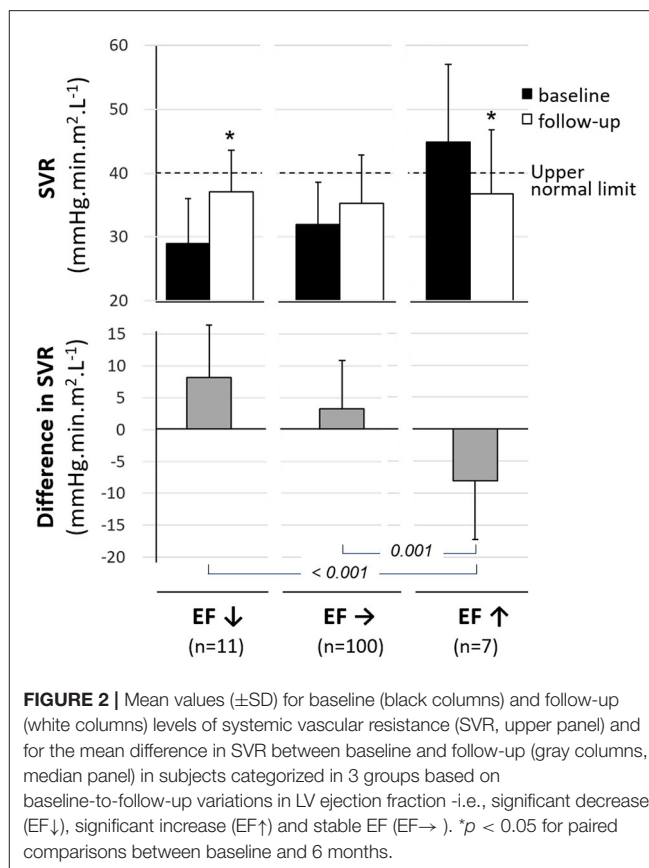 60
50
40
30
20
SVR
(mmHg.min.m².L⁻¹)
baseline
follow-up
*
*
Upper
normal limit
15
10
5
0
-5
-10
-15
-20
Difference in SVR
(mmHg.min.m².L⁻¹)
0.001
< 0.001
EF ↓
(n=11)
EF →
(n=100)
EF ↑
(n=7)
FIGURE 2 | Mean values (±SD) for baseline (black columns) and follow-up
(white columns) levels of systemic vascular resistance (SVR, upper panel) and
for the mean difference in SVR between baseline and follow-up (gray columns,
median panel) in subjects categorized in 3 groups based on
baseline-to-follow-up variations in LV ejection fraction -i.e., significant decrease
(EF↓), significant increase (EF↑) and stable EF (EF→ ). *p < 0.05 for paired
comparisons between baseline and 6 months.